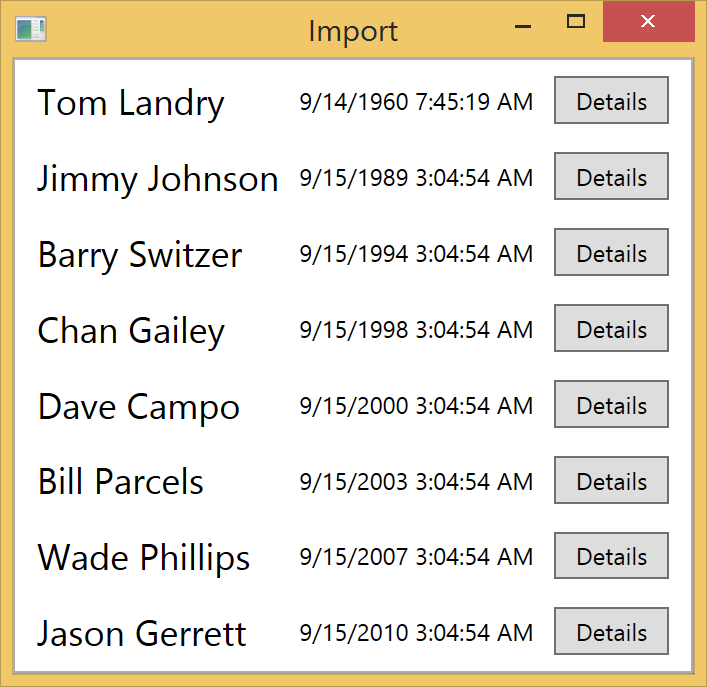 Import
Tom Landry 9/14/1960 7:45:19 AM Details
Jimmy Johnson 9/15/1989 3:04:54 AM Details
Barry Switzer 9/15/1994 3:04:54 AM Details
Chan Gailey 9/15/1998 3:04:54 AM Details
Dave Campo 9/15/2000 3:04:54 AM Details
Bill Parcels 9/15/2003 3:04:54 AM Details
Wade Phillips 9/15/2007 3:04:54 AM Details
Jason Gerrett 9/15/2010 3:04:54 AM Details